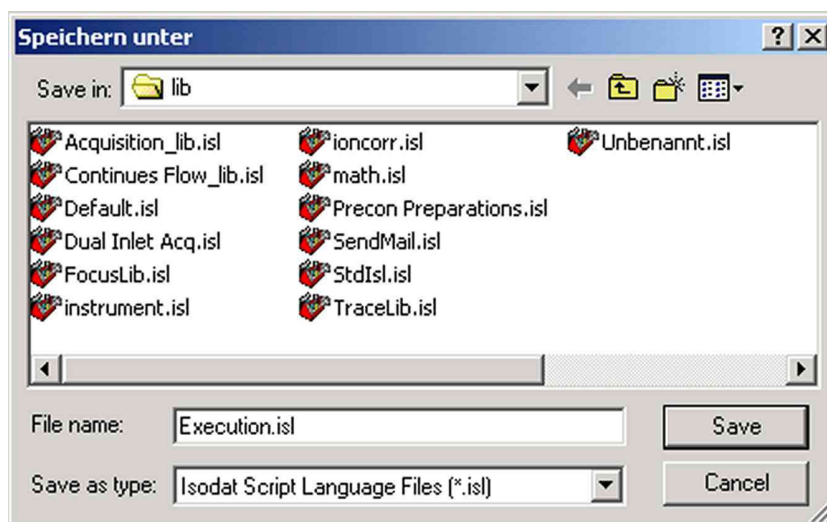 Speichern unter
Save in: lib
Acquisition_lib.isl
Continues Flow_lib.isl
Default.isl
Dual Inlet Acq.isl
FocusLib.isl
instrument.isl
ioncorr.isl
math.isl
Precon Preparations.isl
SendMail.isl
StdIsl.isl
TraceLib.isl
Unbenannt.isl
File name: Execution.isl
Save
Save as type: Isodat Script Language Files (*.isl)
Cancel